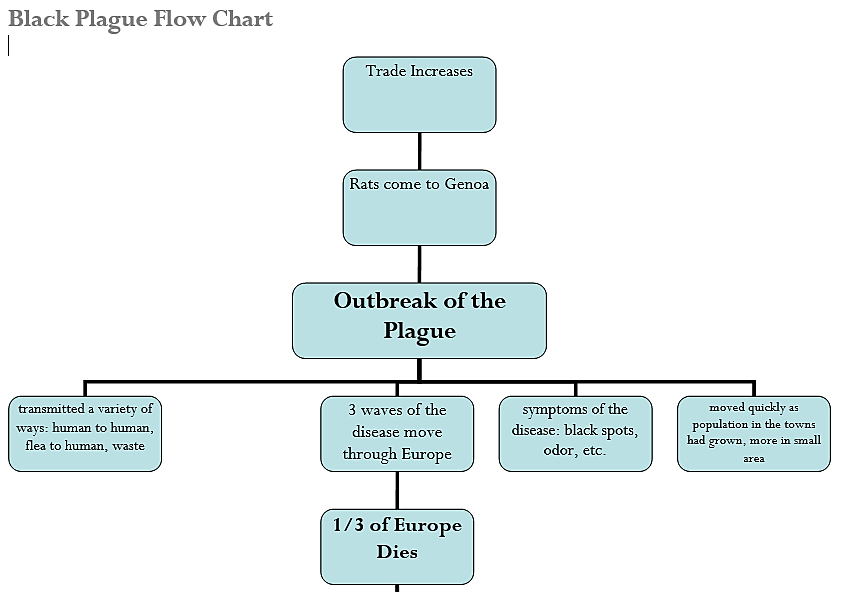 Black Plague Flow Chart
Trade Increases
Rats come to Genoa
Outbreak of the
Plague
transmitted a variety of
ways: human to human,
flea to human, waste
3 waves of the
disease move
through Europe
symptoms of the
disease: black spots,
odor, etc.
moved quickly as
population in the towns
had grown, more in small
area
1/3 of Europe
Dies